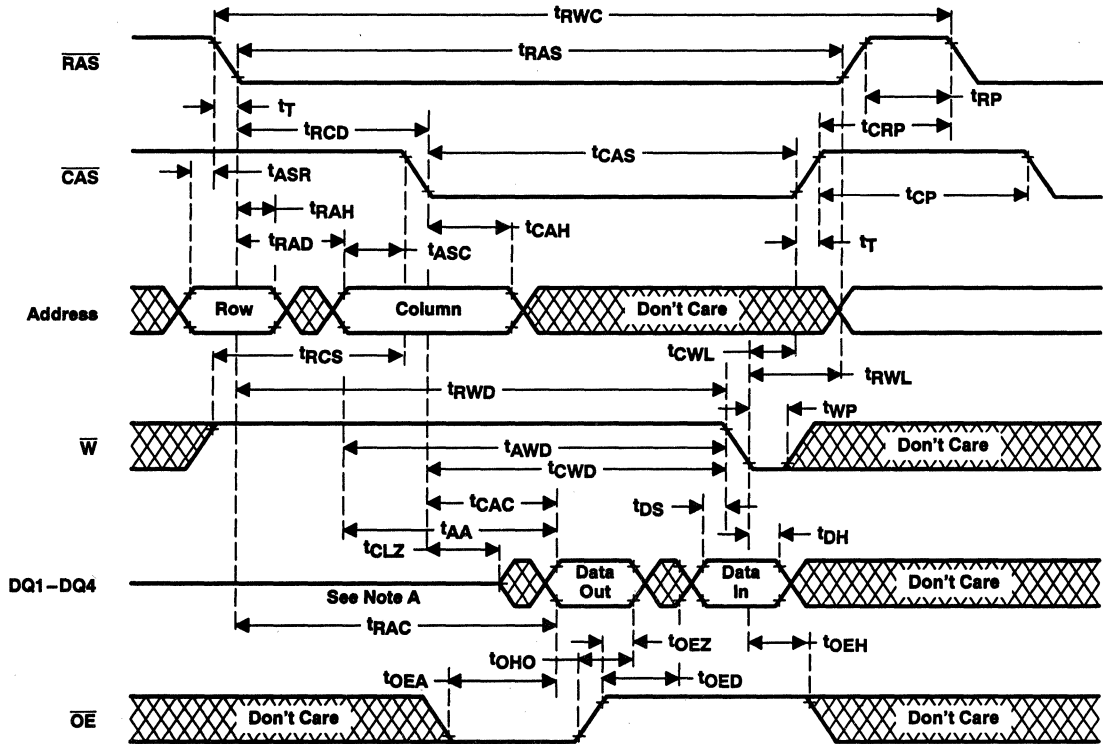 tRWC
RAS
tRAS
tT
tRP
tRCD
tCRP
CAS
tASR
tCAS
tRAH
tCP
tRAD
tCAH
tASC
tT
Address
Row
Column
Don't Care
tRCS
tCWL
tRWD
tRWL
tWP
W
tAWD
Don't Care
tCWD
tCAC
tDS
tAA
tDH
tCLZ
DQ1–DQ4
Data Out
Data In
Don't Care
See Note A
tRAC
tOEZ
tOEH
tOHO
tOEA
tOED
OE
Don't Care
Don't Care